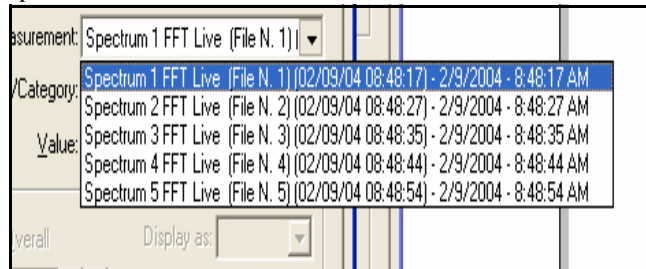 asurement: Spectrum 1 FFT Live (File N. 1) (
Spectrum 1 FFT Live (File N. 1) (02/09/04 08:48:17) - 2/9/2004 - 8:48:17 AM
/Category:
Spectrum 2 FFT Live (File N. 2) (02/09/04 08:48:27) - 2/9/2004 - 8:48:27 AM
Value: Spectrum 3 FFT Live (File N. 3) (02/09/04 08:48:35) - 2/9/2004 - 8:48:35 AM
Spectrum 4 FFT Live (File N. 4) (02/09/04 08:48:44) - 2/9/2004 - 8:48:44 AM
Spectrum 5 FFT Live (File N. 5) (02/09/04 08:48:54) - 2/9/2004 - 8:48:54 AM
verall Display as: